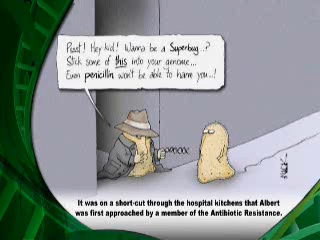 Pssst! Hey kid! Wanna be a Superbug...?
Stick some of this into your genome...
Even penicillin won't be able to harm you...!
It was on a short-cut through the hospital kitchens that Albert
was first approached by a member of the Antibiotic Resistance.